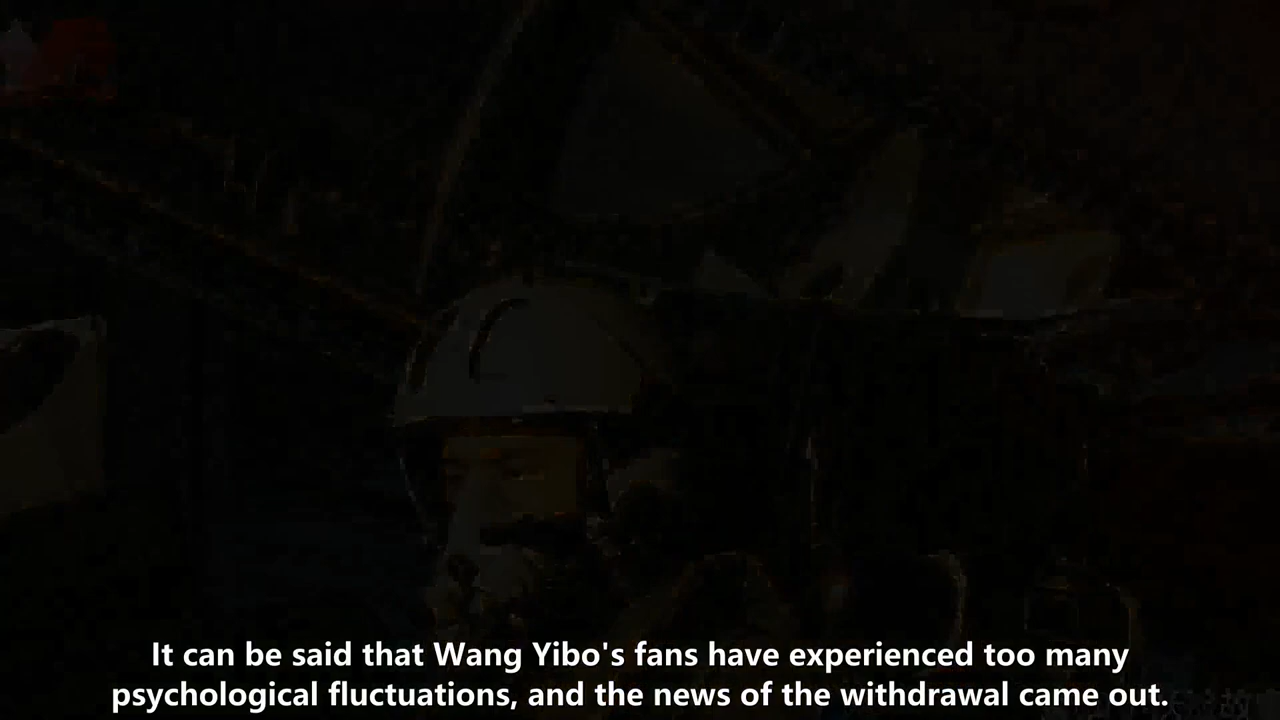 It can be said that Wang Yibo's fans have experienced too many
psychological fluctuations, and the news of the withdrawal came out.